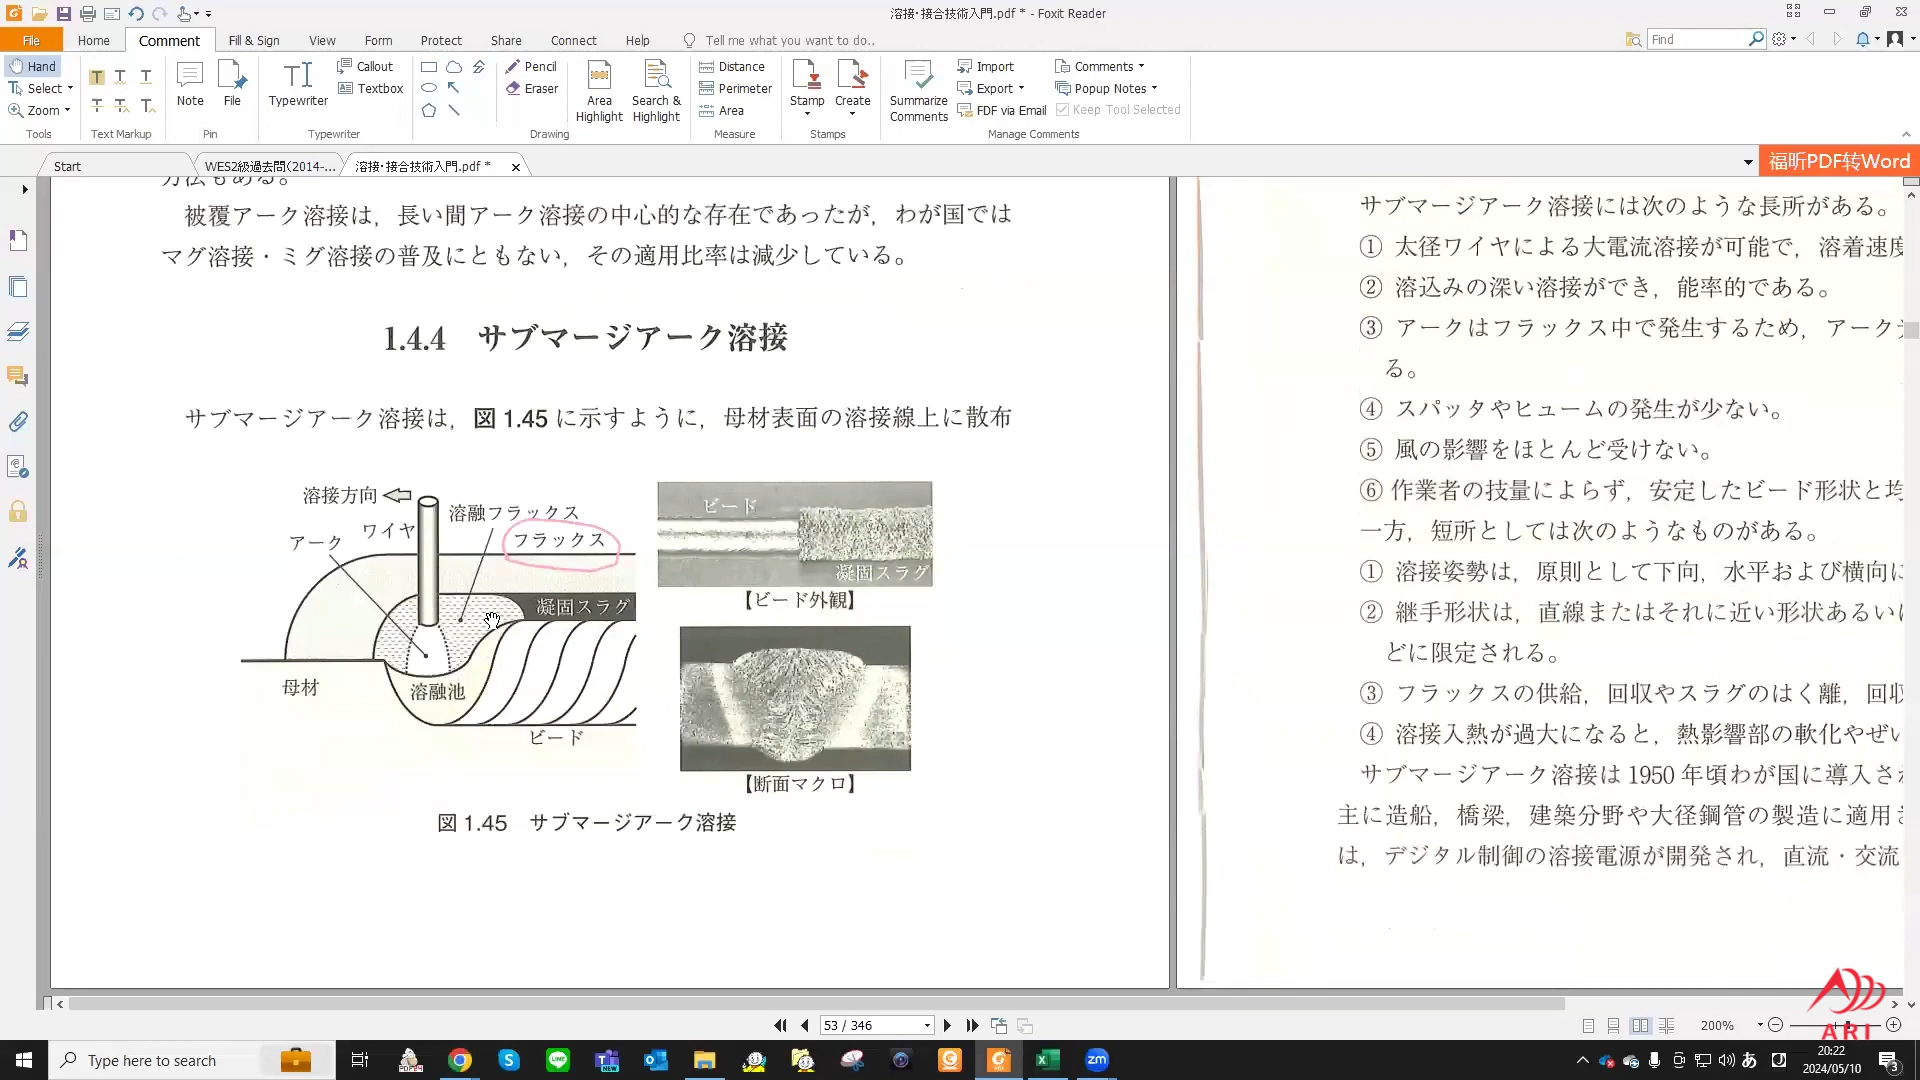 溶接･接合技術入門.pdf * - Foxit Reader
File Home Comment Fill & Sign View Form Protect Share Connect Help Tell me what you want to do.. Find
Hand
Select
Zoom
Tools
Text Markup
Note
File
Pin
Typewriter
Callout
Textbox
Typewriter
Pencil
Eraser
Area Highlight
Search & Highlight
Drawing
Distance
Perimeter
Area
Measure
Stamp
Create
Stamps
Summarize Comments
Import
Export
FDF via Email
Comments
Popup Notes
Keep Tool Selected
Manage Comments
Start
WES2級過去問(2014-...
溶接･接合技術入門.pdf *
福昕PDF转Word
方法もある。
被覆アーク溶接は，長い間アーク溶接の中心的な存在であったが，わが国では
マグ溶接・ミグ溶接の普及にともない，その適用比率は減少している。
1.4.4 サブマージアーク溶接
サブマージアーク溶接は，図 1.45 に示すように，母材表面の溶接線上に散布
溶接方向
溶融フラックス
ワイヤ
フラックス
アーク
凝固スラグ
母材
溶融池
ビード
ビード
凝固スラグ
【ビード外観】
【断面マクロ】
図 1.45 サブマージアーク溶接
サブマージアーク溶接には次のような長所がある。
① 太径ワイヤによる大電流溶接が可能で，溶着速度
② 溶込みの深い溶接ができ，能率的である。
③ アークはフラックス中で発生するため，アーク
る。
④ スパッタやヒュームの発生が少ない。
⑤ 風の影響をほとんど受けない。
⑥ 作業者の技量によらず，安定したビード形状と均
一方，短所としては次のようなものがある。
① 溶接姿勢は，原則として下向，水平および横向に
② 継手形状は，直線またはそれに近い形状あるいは
どに限定される。
③ フラックスの供給，回収やスラグのはく離，回収
④ 溶接入熱が過大になると，熱影響部の軟化やぜい
サブマージアーク溶接は 1950 年頃わが国に導入さ
主に造船，橋梁，建築分野や大径鋼管の製造に適用さ
は，デジタル制御の溶接電源が開発され，直流・交流
53 / 346
200%
ARI
Type here to search
あ
20:22
2024/05/10
3